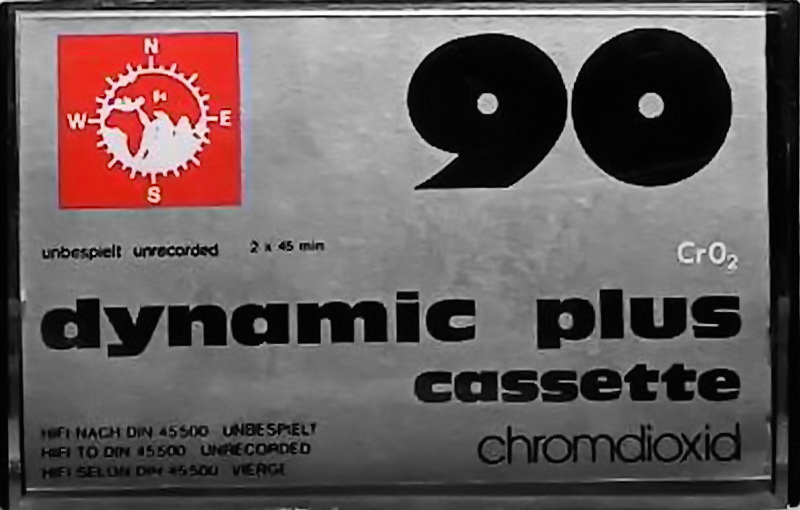 N
W E
S
90
unbespielt unrecorded 2 x 45 min
CrO₂
dynamic plus
cassette
chromdioxid
HIFI NACH DIN 45500 UNBESPIELT
HIFI TO DIN 45500 UNRECORDED
HIFI SELON DIN 45500 VIERGE